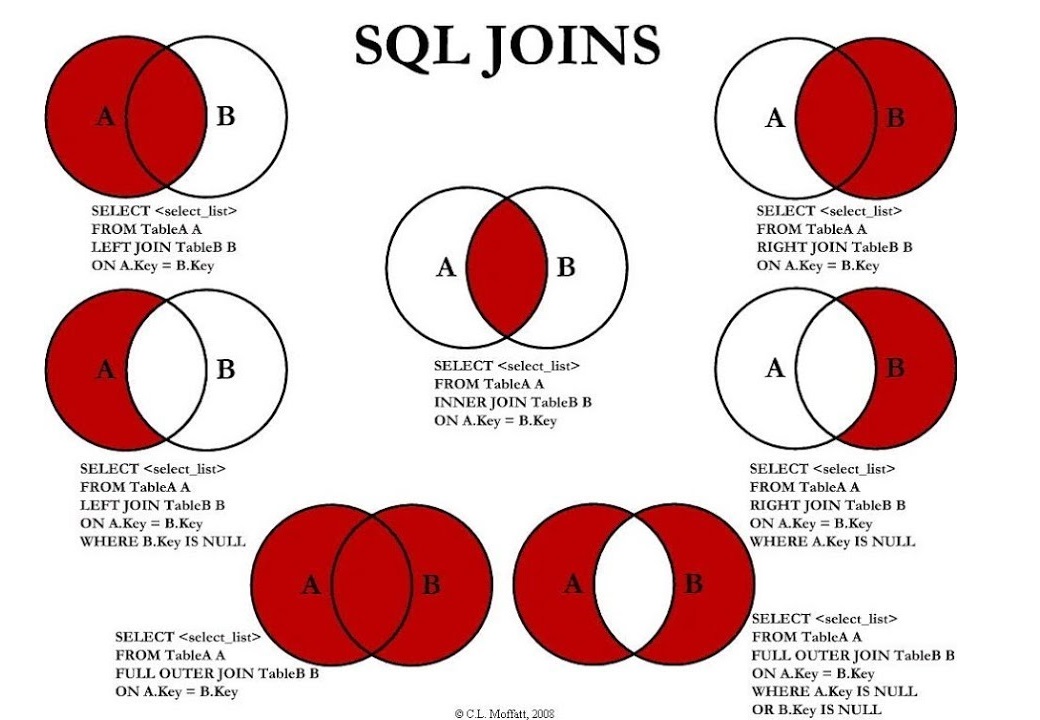 SQL JOINS
A B
SELECT <select_list>
FROM TableA A
LEFT JOIN TableB B
ON A.Key = B.Key
A B
SELECT <select_list>
FROM TableA A
RIGHT JOIN TableB B
ON A.Key = B.Key
A B
SELECT <select_list>
FROM TableA A
INNER JOIN TableB B
ON A.Key = B.Key
A B
SELECT <select_list>
FROM TableA A
LEFT JOIN TableB B
ON A.Key = B.Key
WHERE B.Key IS NULL
A B
SELECT <select_list>
FROM TableA A
RIGHT JOIN TableB B
ON A.Key = B.Key
WHERE A.Key IS NULL
A B
SELECT <select_list>
FROM TableA A
FULL OUTER JOIN TableB B
ON A.Key = B.Key
A B
SELECT <select_list>
FROM TableA A
FULL OUTER JOIN TableB B
ON A.Key = B.Key
WHERE A.Key IS NULL
OR B.Key IS NULL
© C.L. Moffatt, 2008